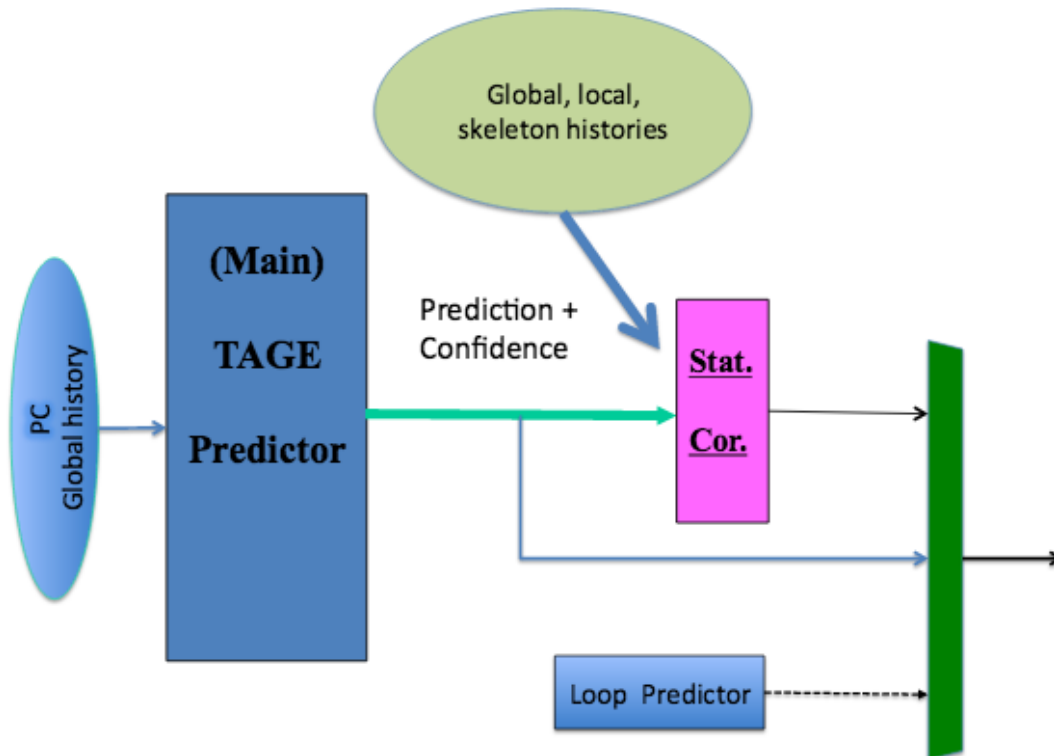 Global, local,
skeleton histories
(Main)
TAGE
Predictor
PC
Global history
Prediction +
Confidence
Stat.
Cor.
Loop Predictor